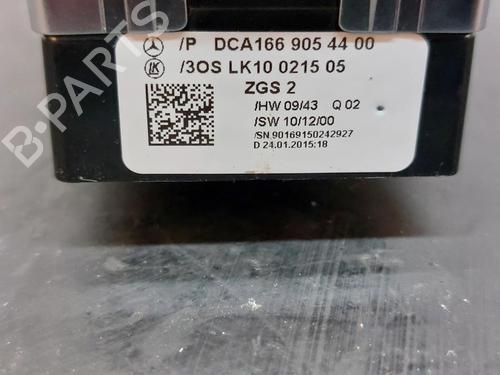 /P DCA166 905 44 00
LK /3OS LK10 0215 05
ZGS 2
/HW 09/43 Q 02
/SW 10/12/00
/SN.90169150242927
D 24.01.2015:18
B-PARTS